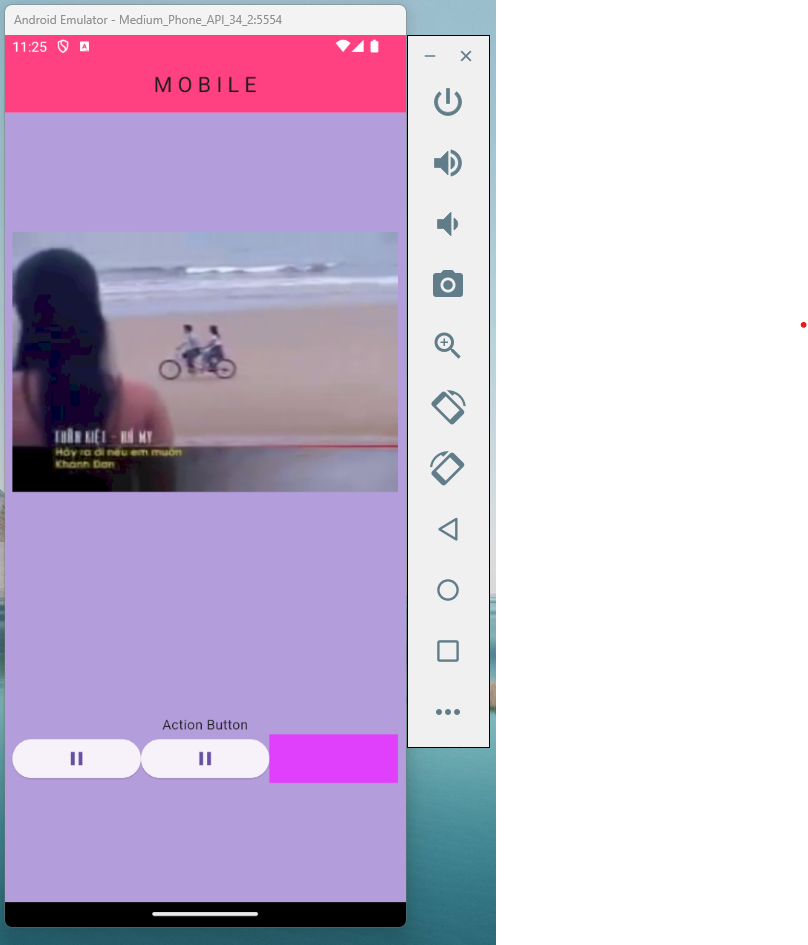 Android Emulator - Medium_Phone_API_34_2:5554
11:25
MOBILE
TUẤN KIỆT - HÀ MY
Hãy ra đi nếu em muốn
Khánh Đơn
Action Button